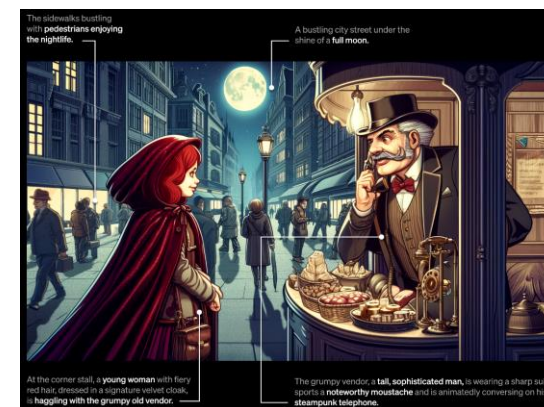 The sidewalks bustling
with pedestrians enjoying
the nightlife.
A bustling city street under the
shine of a full moon.
At the corner stall, a young woman with fiery
red hair, dressed in a signature velvet cloak,
is haggling with the grumpy old vendor.
The grumpy vendor, a tall, sophisticated man, is wearing a sharp
sports a noteworthy moustache and is animatedly conversing on
steampunk telephone.